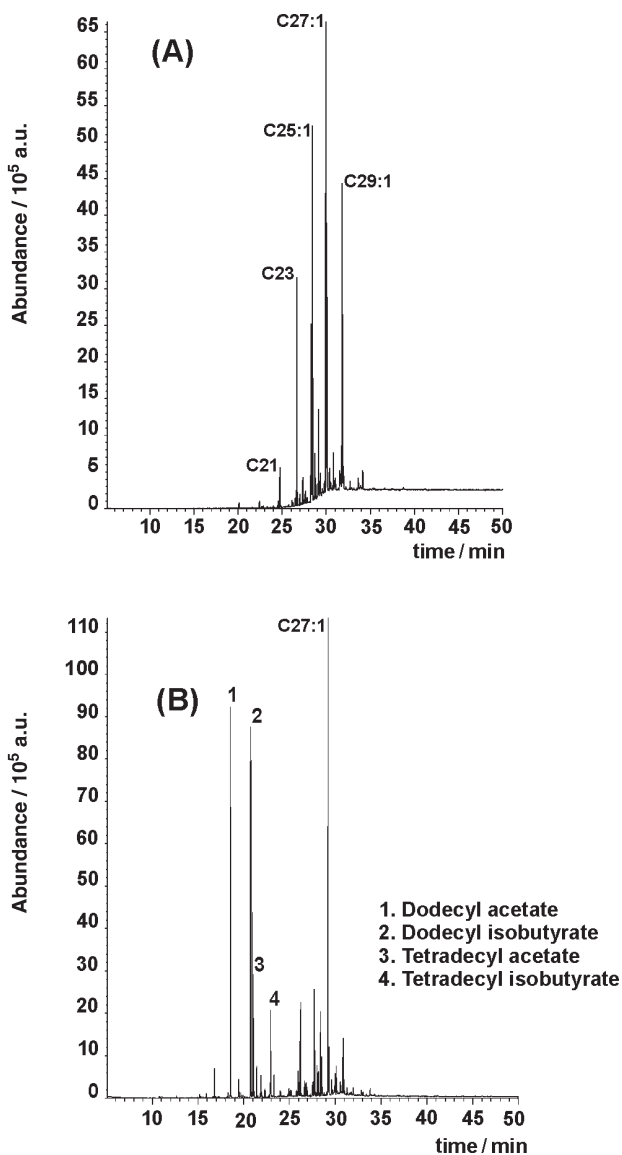 (A)
Abundance / 10⁵ a.u.
65
60
55
50
45
40
35
30
25
20
15
10
5
0
C27:1
C25:1
C29:1
C23
C21
10 15 20 25 30 35 40 45 50
time / min
(B)
Abundance / 10⁵ a.u.
110
100
90
80
70
60
50
40
30
20
10
0
C27:1
1
2
3
4
1. Dodecyl acetate
2. Dodecyl isobutyrate
3. Tetradecyl acetate
4. Tetradecyl isobutyrate
10 15 20 25 30 35 40 45 50
time / min